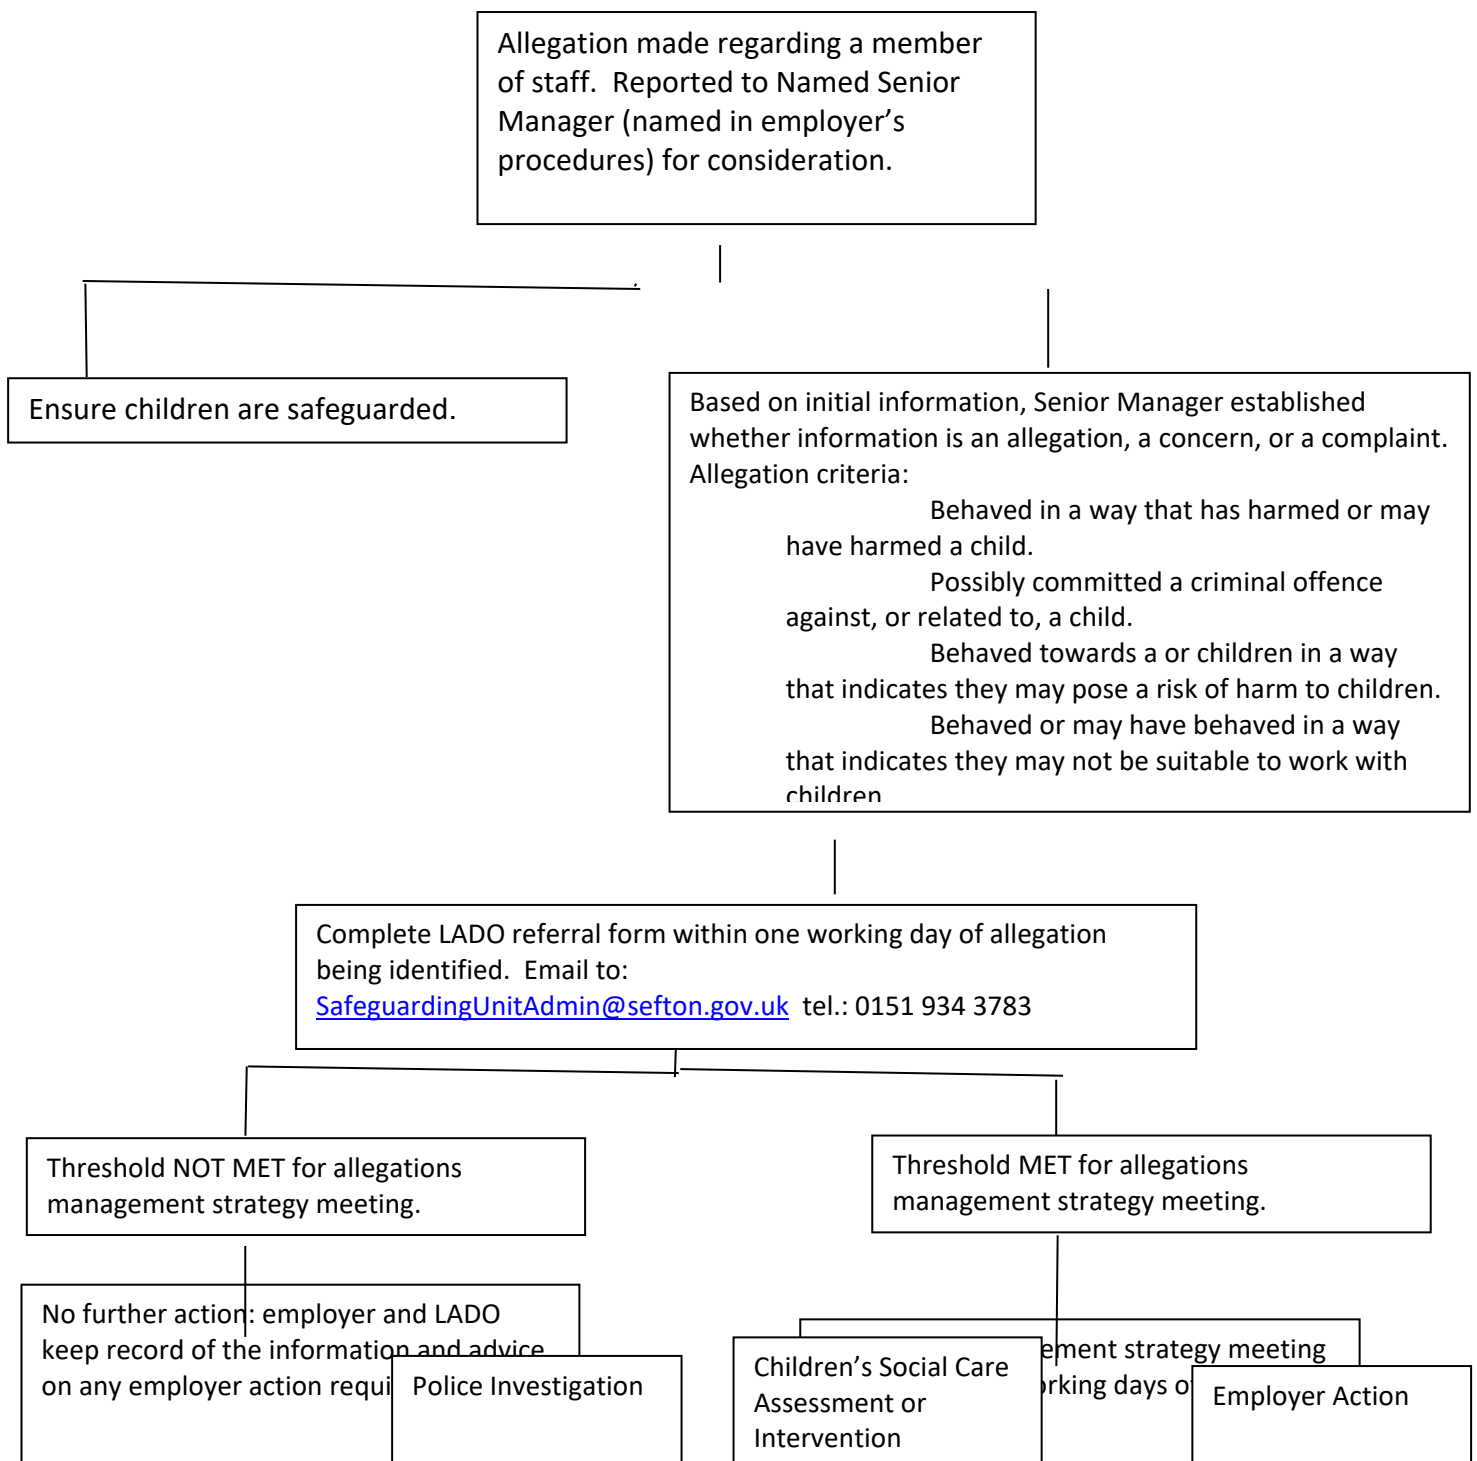 Allegation made regarding a member
of staff.  Reported to Named Senior
Manager (named in employer’s
procedures) for consideration.
Ensure children are safeguarded.
Based on initial information, Senior Manager established
whether information is an allegation, a concern, or a complaint.
Allegation criteria:
Behaved in a way that has harmed or may
have harmed a child.
Possibly committed a criminal offence
against, or related to, a child.
Behaved towards a or children in a way
that indicates they may pose a risk of harm to children.
Behaved or may have behaved in a way
that indicates they may not be suitable to work with
children
Complete LADO referral form within one working day of allegation
being identified.  Email to:
SafeguardingUnitAdmin@sefton.gov.uk  tel.: 0151 934 3783
Threshold NOT MET for allegations
management strategy meeting.
Threshold MET for allegations
management strategy meeting.
No further action: employer and LADO
keep record of the information and advice
on any employer action
Police Investigation
Children’s Social Care
Assessment or
Intervention
strategy meeting
days
Employer Action